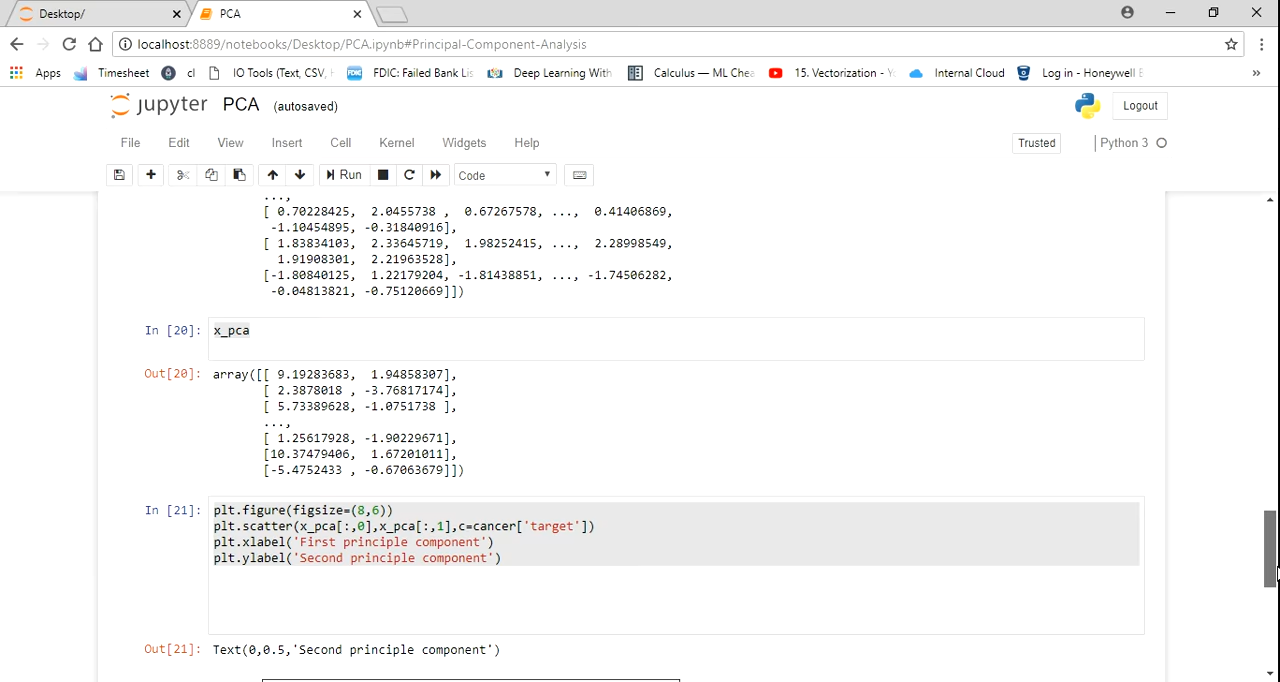 Desktop/
PCA
localhost:8889/notebooks/Desktop/PCA.ipynb#Principal-Component-Analysis
Apps Timesheet cl IO Tools (Text, CSV, FDIC: Failed Bank Lis Deep Learning With Calculus — ML Chea 15. Vectorization - Internal Cloud Log in - Honeywell »
jupyter PCA (autosaved)
Logout
File Edit View Insert Cell Kernel Widgets Help
Trusted Python 3
Run Code
...,
[ 0.70228425, 2.0455738 , 0.67267578, ..., 0.41406869,
-1.10454895, -0.31840916],
[ 1.83834103, 2.33645719, 1.98252415, ..., 2.28998549,
1.91908301, 2.21963528],
[-1.80840125, 1.22179204, -1.81438851, ..., -1.74506282,
-0.04813821, -0.75120669]])
In [20]: x_pca
Out[20]: array([[ 9.19283683, 1.94858307],
[ 2.3878018 , -3.76817174],
[ 5.73389628, -1.0751738 ],
...,
[ 1.25617928, -1.90229671],
[10.37479406, 1.67201011],
[-5.4752433 , -0.67063679]])
In [21]: plt.figure(figsize=(8,6))
plt.scatter(x_pca[:,0],x_pca[:,1],c=cancer['target'])
plt.xlabel('First principle component')
plt.ylabel('Second principle component')
Out[21]: Text(0,0.5,'Second principle component')